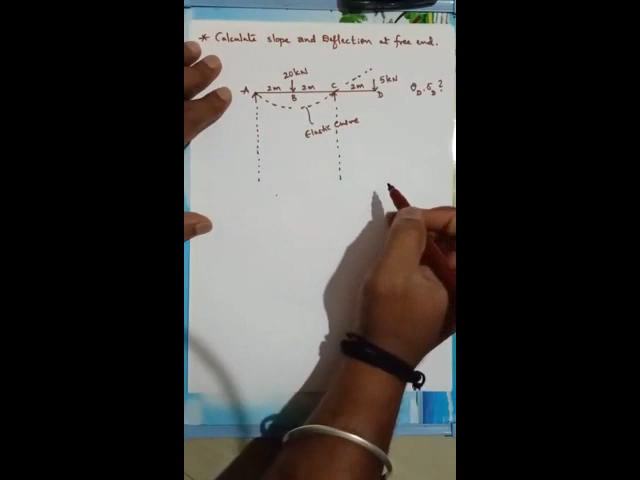 * Calculate slope and Deflection at free end.
20kN
5kN
A 2m 2m C 2m
B D
θD, δD?
Elastic curve